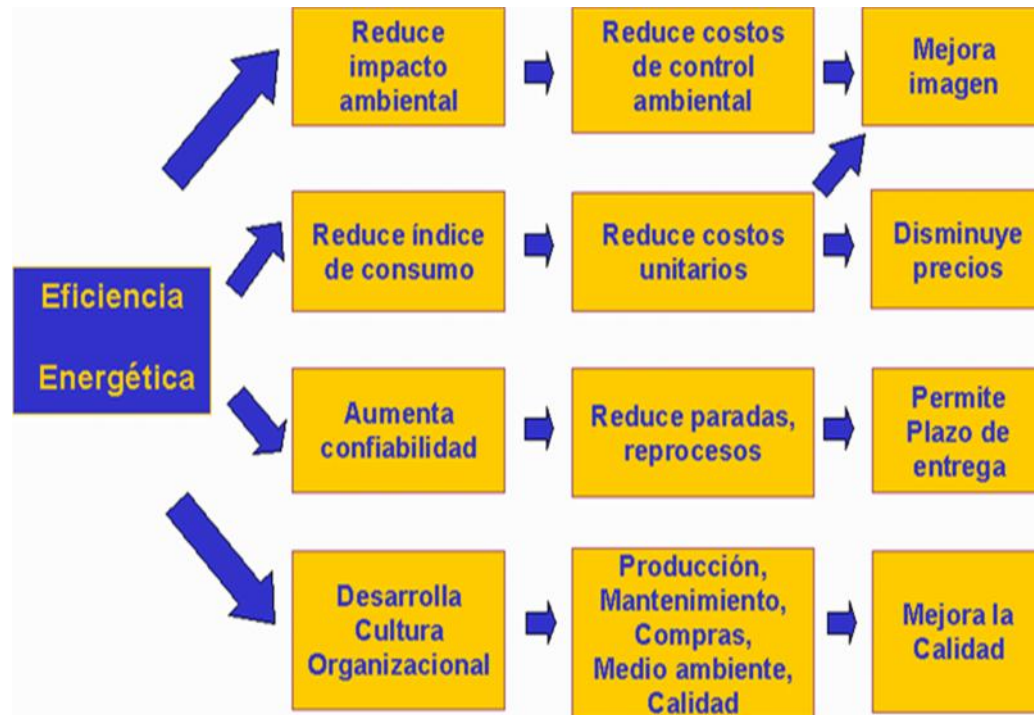 Reduce
impacto
ambiental
Reduce costos
de control
ambiental
Mejora
imagen
Reduce índice
de consumo
Reduce costos
unitarios
Disminuye
precios
Eficiencia
Energética
Aumenta
confiabilidad
Reduce paradas,
reprocesos
Permite
Plazo de
entrega
Desarrolla
Cultura
Organizacional
Producción,
Mantenimiento,
Compras,
Medio ambiente,
Calidad
Mejora la
Calidad